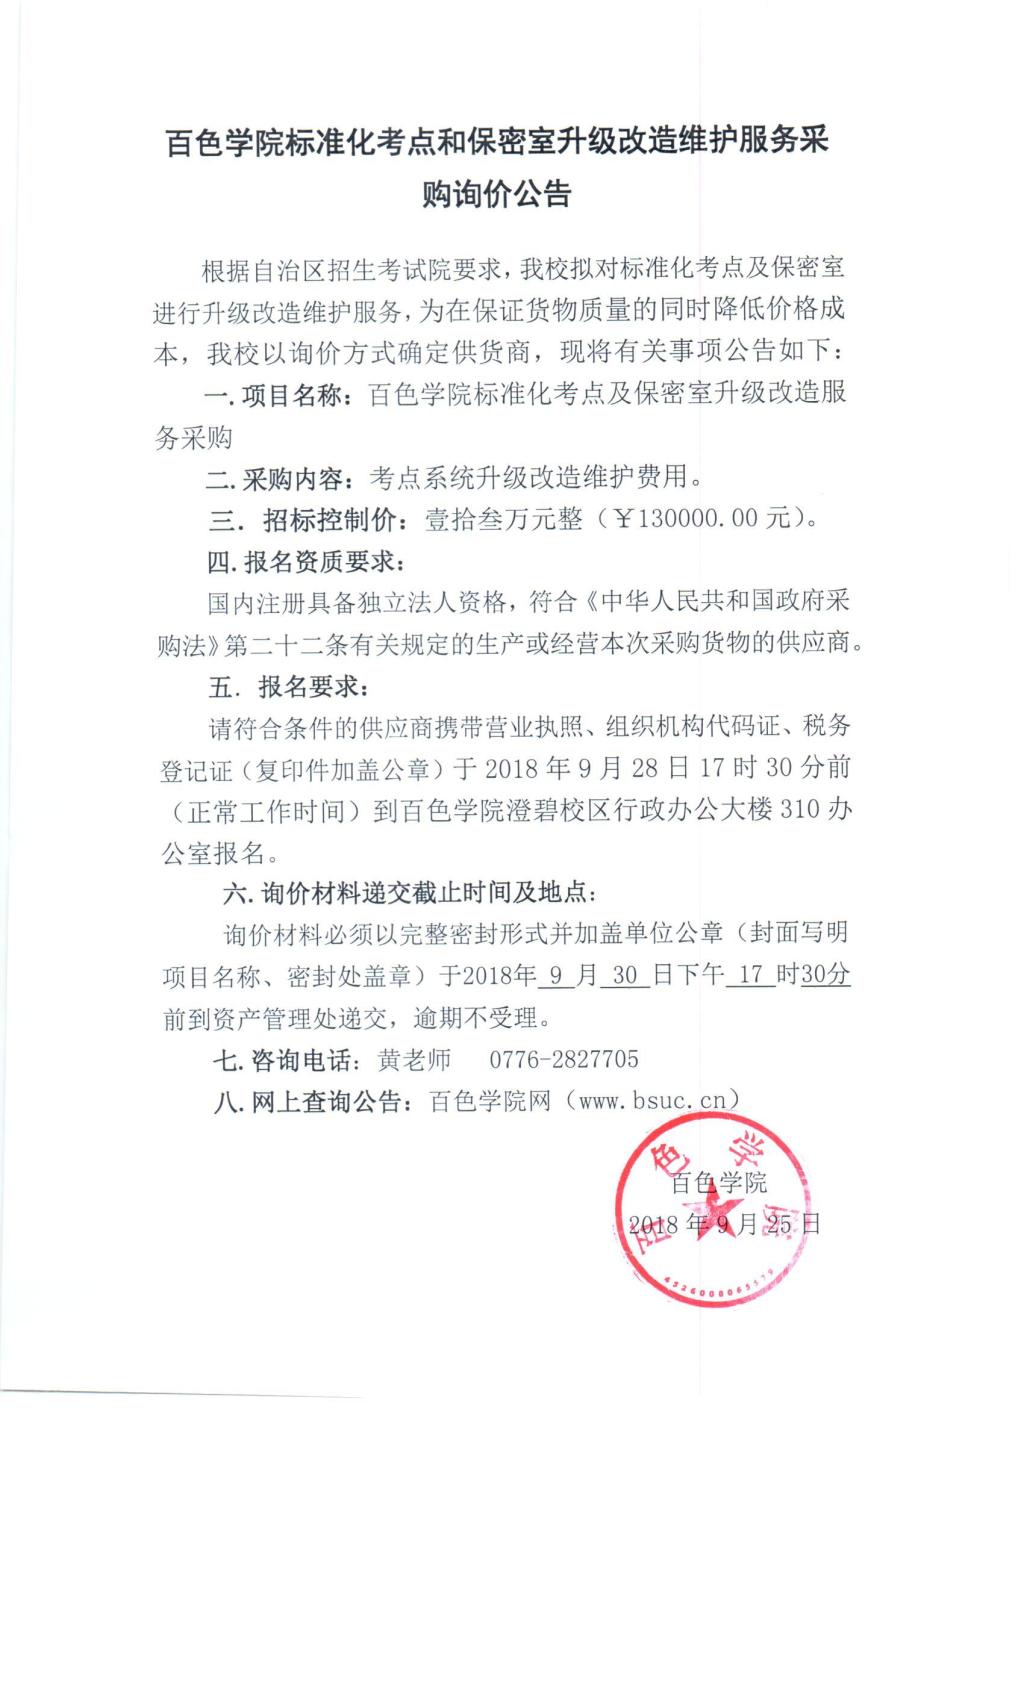 百色学院标准化考点和保密室升级改造维护服务采
购询价公告
根据自治区招生考试院要求，我校拟对标准化考点及保密室
进行升级改造维护服务，为在保证货物质量的同时降低价格成
本，我校以询价方式确定供货商，现将有关事项公告如下：
一.项目名称：百色学院标准化考点及保密室升级改造服
务采购
二.采购内容：考点系统升级改造维护费用。
三．招标控制价：壹拾叁万元整（￥130000.00 元）。
四.报名资质要求：
国内注册具备独立法人资格，符合《中华人民共和国政府采
购法》第二十二条有关规定的生产或经营本次采购货物的供应商。
五．报名要求：
请符合条件的供应商携带营业执照、组织机构代码证、税务
登记证（复印件加盖公章）于 2018 年 9 月 28 日 17 时 30 分前
（正常工作时间）到百色学院澄碧校区行政办公大楼 310 办
公室报名。
六.询价材料递交截止时间及地点：
询价材料必须以完整密封形式并加盖单位公章（封面写明
项目名称、密封处盖章）于2018年 9 月 30 日下午 17 时30分
前到资产管理处递交，逾期不受理。
七.咨询电话：黄老师 0776-2827705
八.网上查询公告：百色学院网（www.bsuc.cn）
百色学院
百色学院
2018 年 9 月 25 日